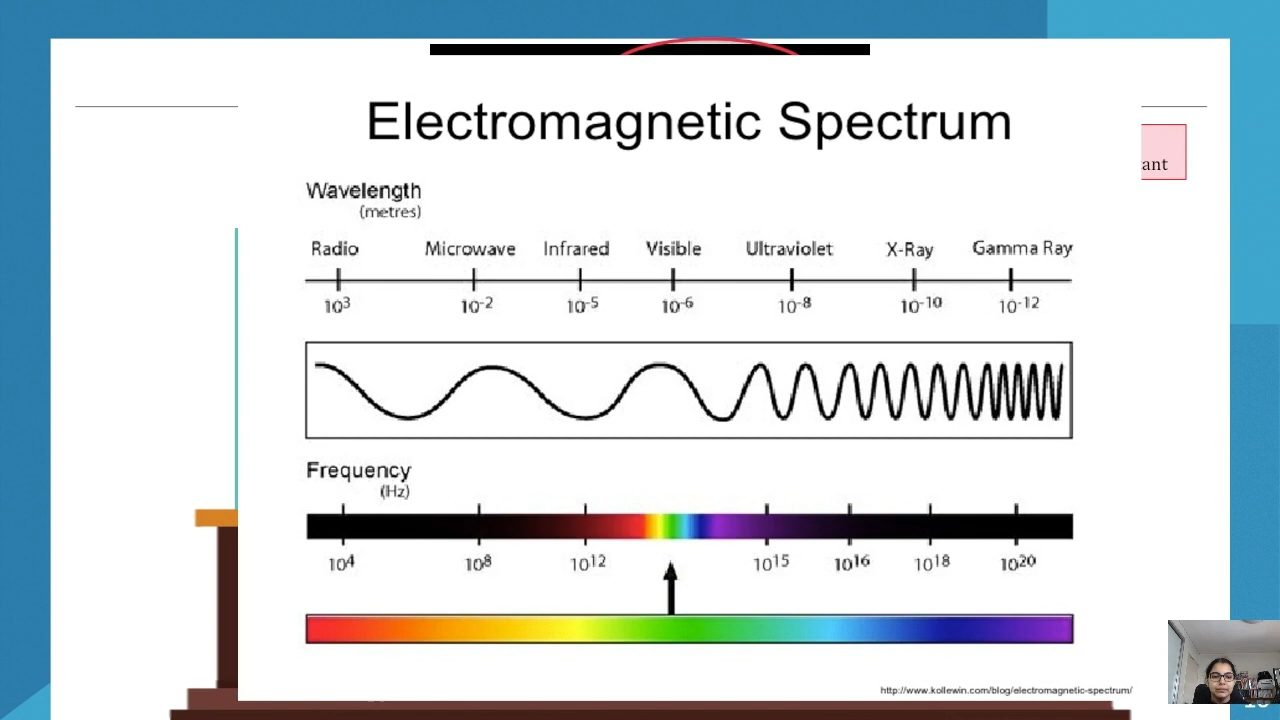 Electromagnetic Spectrum
ant
Wavelength
(metres)
Radio Microwave Infrared Visible Ultraviolet X-Ray Gamma Ray
10³ 10⁻² 10⁻⁵ 10⁻⁶ 10⁻⁸ 10⁻¹⁰ 10⁻¹²
Frequency
(Hz)
10⁴ 10⁸ 10¹² 10¹⁵ 10¹⁶ 10¹⁸ 10²⁰
http://www.kollewin.com/blog/electromagnetic-spectrum/